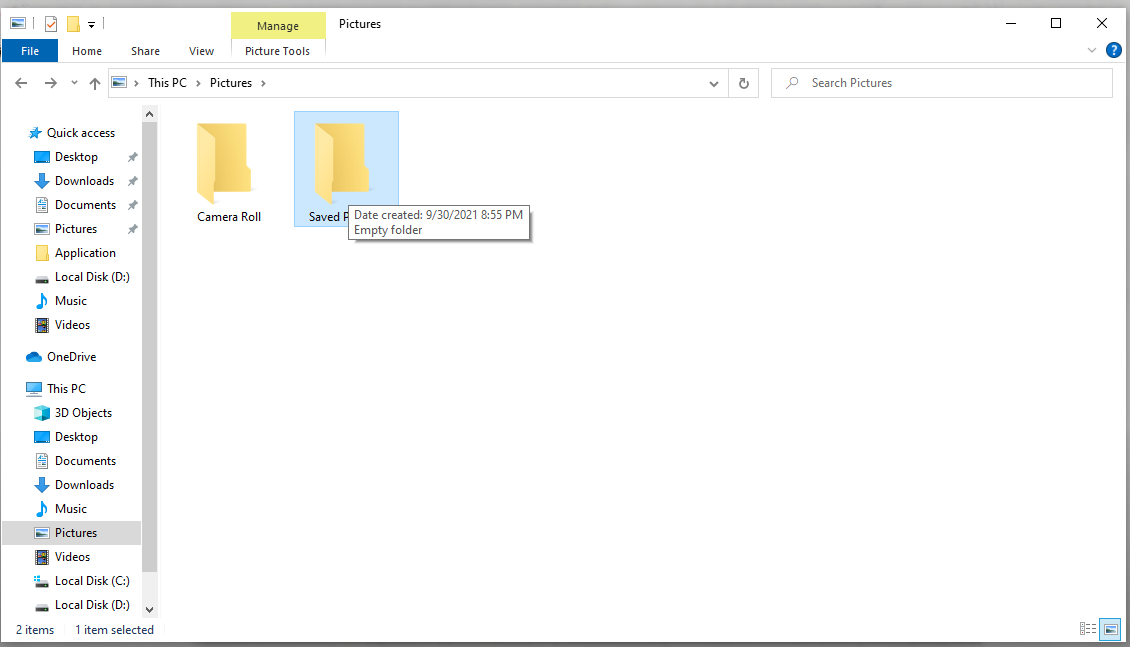 Manage
Pictures
File
Home
Share
View
Picture Tools
This PC
Pictures
Search Pictures
Quick access
Desktop
Downloads
Documents
Pictures
Application
Local Disk (D:)
Music
Videos
OneDrive
This PC
3D Objects
Desktop
Documents
Downloads
Music
Pictures
Videos
Local Disk (C:)
Local Disk (D:)
Camera Roll
Saved P
Date created: 9/30/2021 8:55 PM
Empty folder
2 items
1 item selected